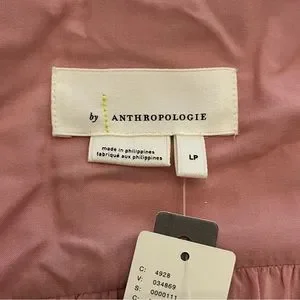 by ANTHROPOLOGIE
made in philippines
fabriqué aux philippines
LP
C: 4928
V: 034869
S: 0000111